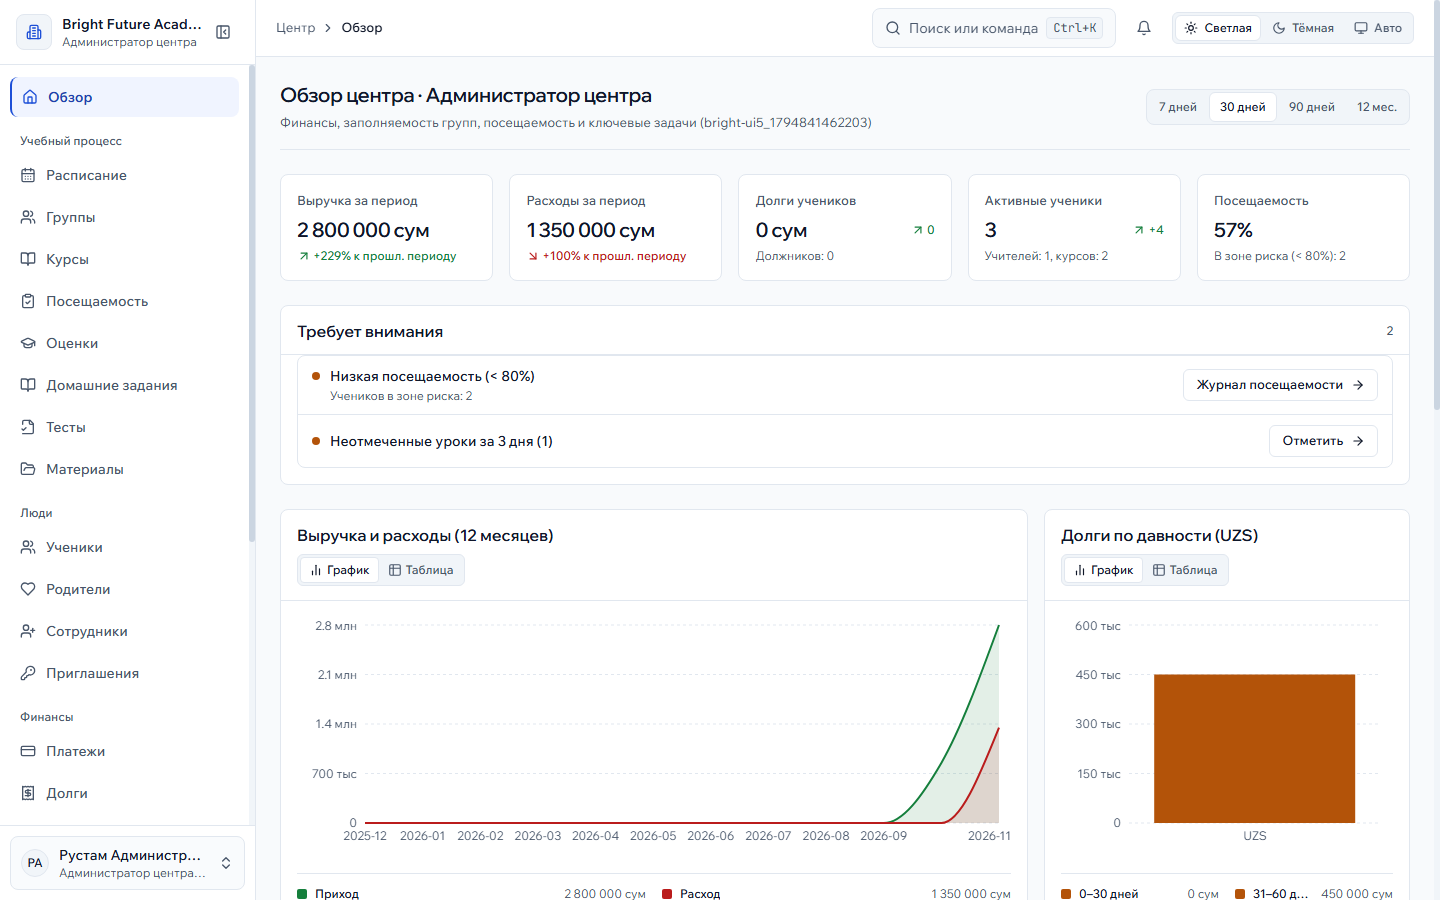 Bright Future Acad...
Администратор центра
Центр
Обзор
Поиск или команда
Ctrl+K
Светлая
Тёмная
Авто
Обзор
Учебный процесс
Расписание
Группы
Курсы
Посещаемость
Оценки
Домашние задания
Тесты
Материалы
Люди
Ученики
Родители
Сотрудники
Приглашения
Финансы
Платежи
Долги
РА
Рустам Администр...
Администратор центра...
Обзор центра · Администратор центра
Финансы, заполняемость групп, посещаемость и ключевые задачи (bright-ui5_1794841462203)
7 дней
30 дней
90 дней
12 мес.
Выручка за период
2 800 000 сум
+229% к прошл. периоду
Расходы за период
1 350 000 сум
+100% к прошл. периоду
Долги учеников
0 сум
0
Должников: 0
Активные ученики
3
+4
Учителей: 1, курсов: 2
Посещаемость
57%
В зоне риска (< 80%): 2
Требует внимания
2
Низкая посещаемость (< 80%)
Учеников в зоне риска: 2
Журнал посещаемости
Неотмеченные уроки за 3 дня (1)
Отметить
Выручка и расходы (12 месяцев)
График
Таблица
2.8 млн
2.1 млн
1.4 млн
700 тыс
0
2025-12
2026-01
2026-02
2026-03
2026-04
2026-05
2026-06
2026-07
2026-08
2026-09
2026-11
Приход
2 800 000 сум
Расход
1 350 000 сум
Долги по давности (UZS)
График
Таблица
600 тыс
450 тыс
300 тыс
150 тыс
0
UZS
0–30 дней
0 сум
31–60 д...
450 000 сум